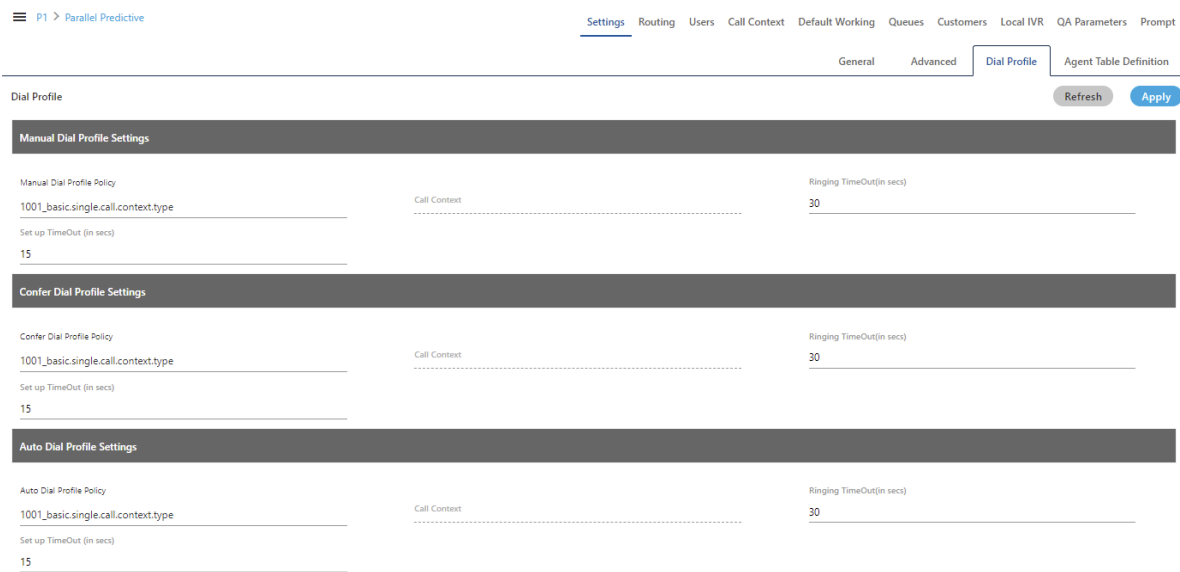 P1 > Parallel Predictive
Settings Routing Users Call Context Default Working Queues Customers Local IVR QA Parameters Prompt
General Advanced Dial Profile Agent Table Definition
Dial Profile Refresh Apply
Manual Dial Profile Settings
Manual Dial Profile Policy Call Context Ringing TimeOut(in secs)
1001_basic.single.call.context.type 30
Set up TimeOut (in secs)
15
Confer Dial Profile Settings
Confer Dial Profile Policy Call Context Ringing TimeOut(in secs)
1001_basic.single.call.context.type 30
Set up TimeOut (in secs)
15
Auto Dial Profile Settings
Auto Dial Profile Policy Call Context Ringing TimeOut(in secs)
1001_basic.single.call.context.type 30
Set up TimeOut (in secs)
15